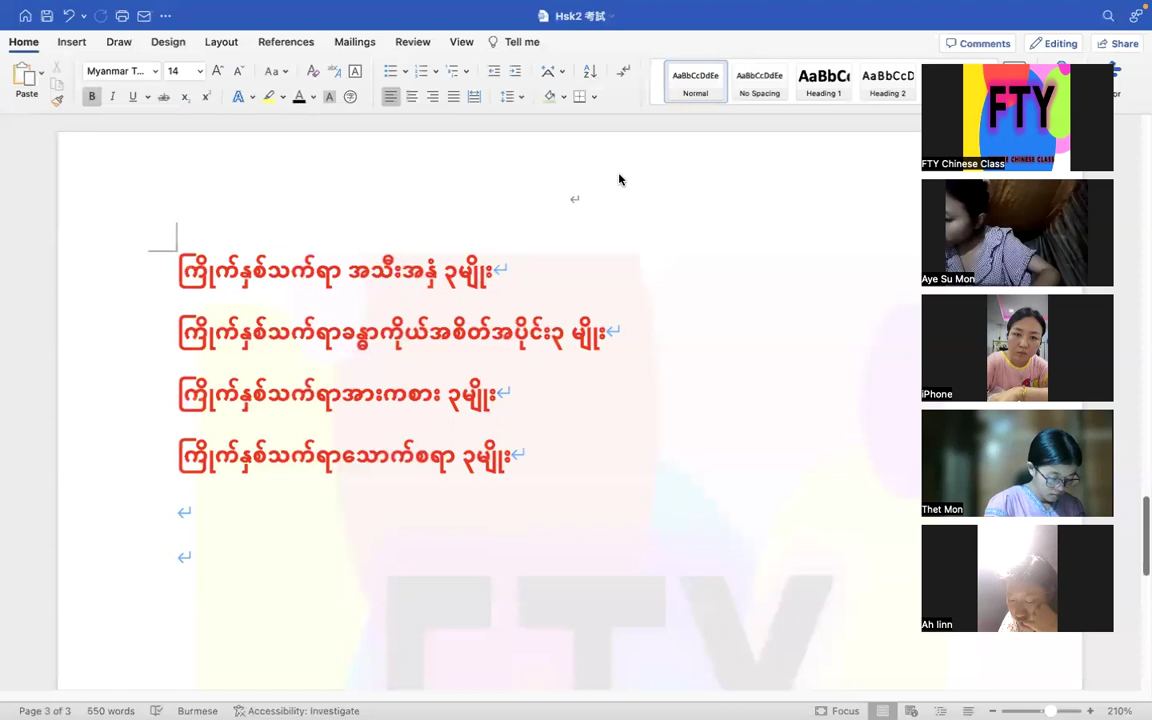 Hsk2 考試
Home Insert Draw Design Layout References Mailings Review View Tell me
Comments Editing Share
Paste
Myanmar T... 14
AaBbCcDdEe AaBbCcDdEe AaBbC AaBbCcD
Normal No Spacing Heading 1 Heading 2
FTY
FTY Chinese Class
Aye Su Mon
iPhone
Thet Mon
Ah linn
ကြိုက်နှစ်သက်ရာ အသီးအနှံ ၃မျိုး
ကြိုက်နှစ်သက်ရာခန္ဓာကိုယ်အစိတ်အပိုင်း၃ မျိုး
ကြိုက်နှစ်သက်ရာအားကစား ၃မျိုး
ကြိုက်နှစ်သက်ရာသောက်စရာ ၃မျိုး
FTY
Page 3 of 3 550 words Burmese Accessibility: Investigate Focus 210%